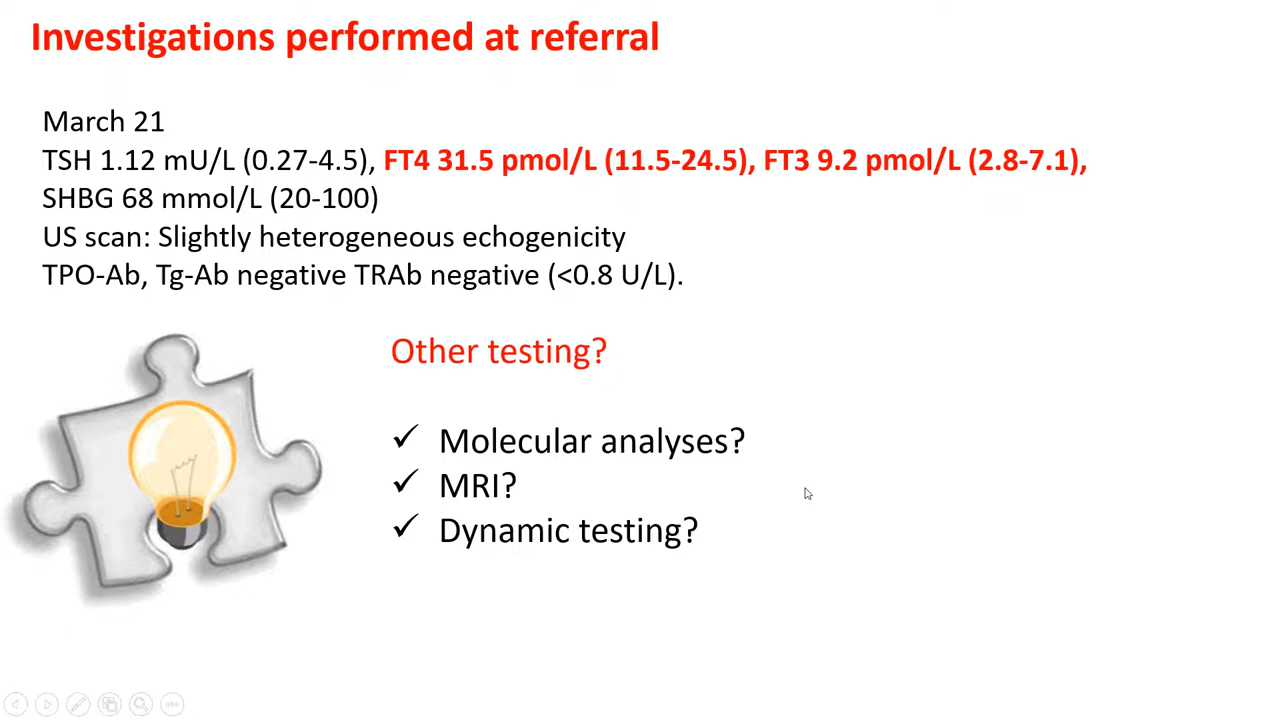 Investigations performed at referral
March 21
TSH 1.12 mU/L (0.27-4.5), FT4 31.5 pmol/L (11.5-24.5), FT3 9.2 pmol/L (2.8-7.1),
SHBG 68 mmol/L (20-100)
US scan: Slightly heterogeneous echogenicity
TPO-Ab, Tg-Ab negative TRAb negative (<0.8 U/L).
Other testing?
✓ Molecular analyses?
✓ MRI?
✓ Dynamic testing?